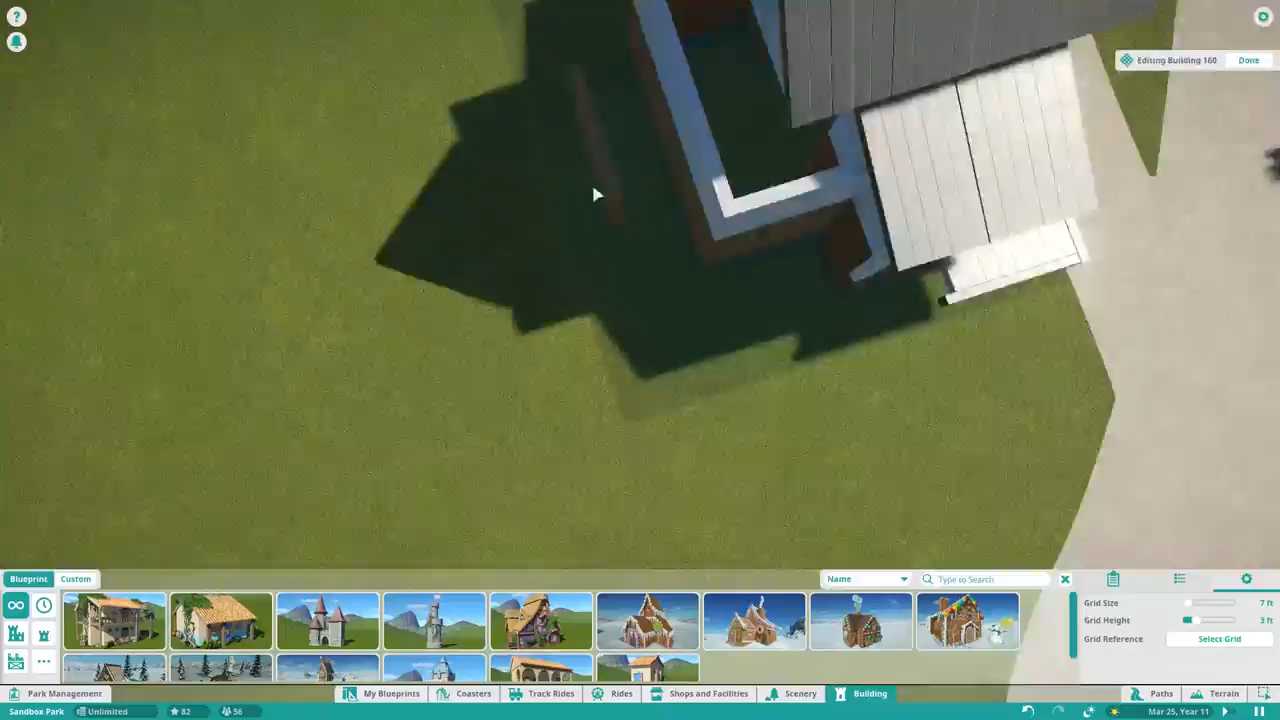 ?
Editing Building 160 Done
Blueprint Custom Name Type to Search
Grid Size 7 ft
Grid Height 3 ft
Grid Reference Select Grid
Park Management My Blueprints Coasters Track Rides Rides Shops and Facilities Scenery Building Paths Terrain
Sandbox Park Unlimited 82 56 Mar 25, Year 11